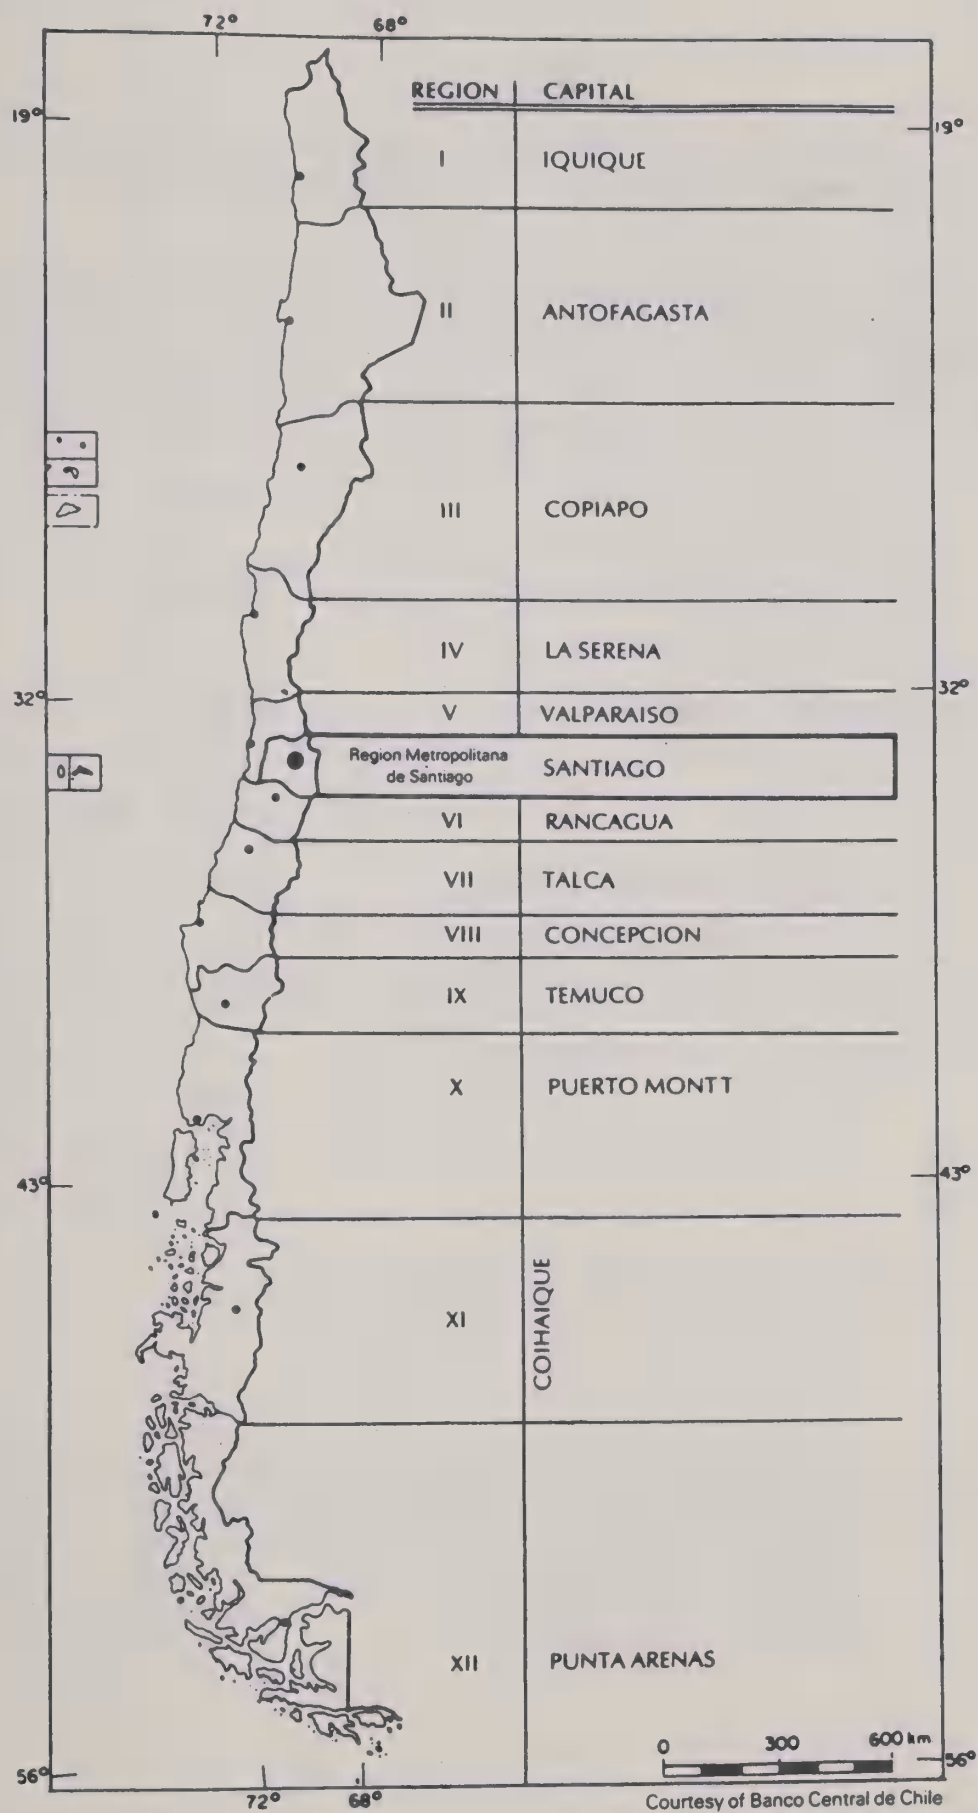 72° 68°
REGION CAPITAL
19° 19°
I IQUIQUE
II ANTOFAGASTA
III COPIAPO
IV LA SERENA
32° 32°
V VALPARAISO
Region Metropolitana
de Santiago SANTIAGO
VI RANCAGUA
VII TALCA
VIII CONCEPCION
IX TEMUCO
X PUERTO MONTT
43° 43°
XI COIHAIQUE
XII PUNTA ARENAS
0 300 600 km
56° 56°
72° 68°
Courtesy of Banco Central de Chile